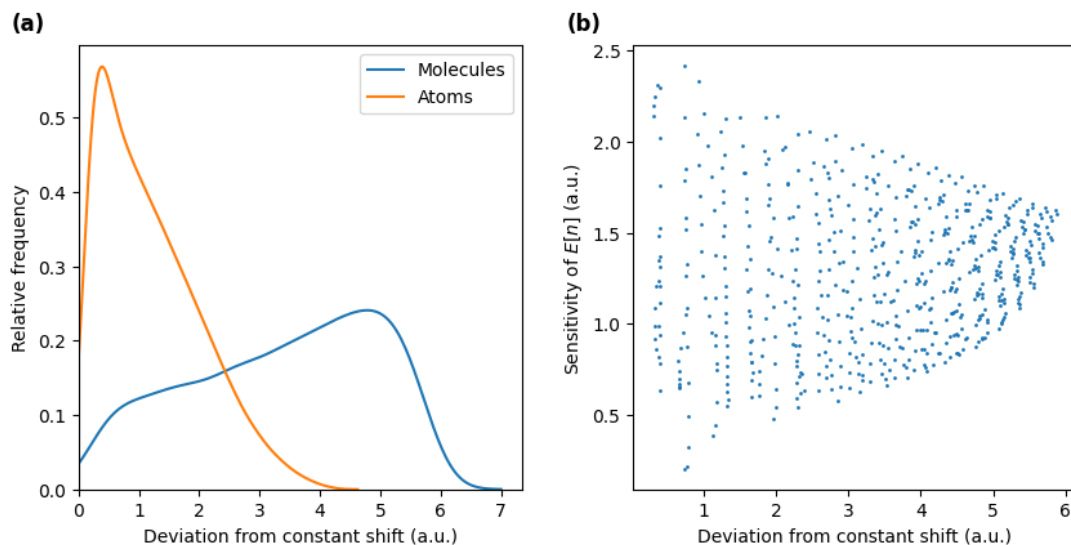 (a)
Molecules
Atoms
0.5
0.4
0.3
0.2
0.1
0.0
Relative frequency
0 1 2 3 4 5 6 7
Deviation from constant shift (a.u.)
(b)
2.5
2.0
1.5
1.0
0.5
Sensitivity of E[n] (a.u.)
1 2 3 4 5 6
Deviation from constant shift (a.u.)